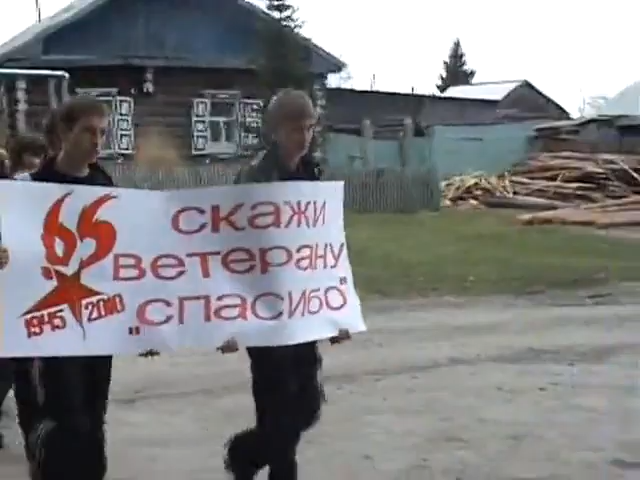 65
1945 2010
скажи
ветерану
"спасибо"